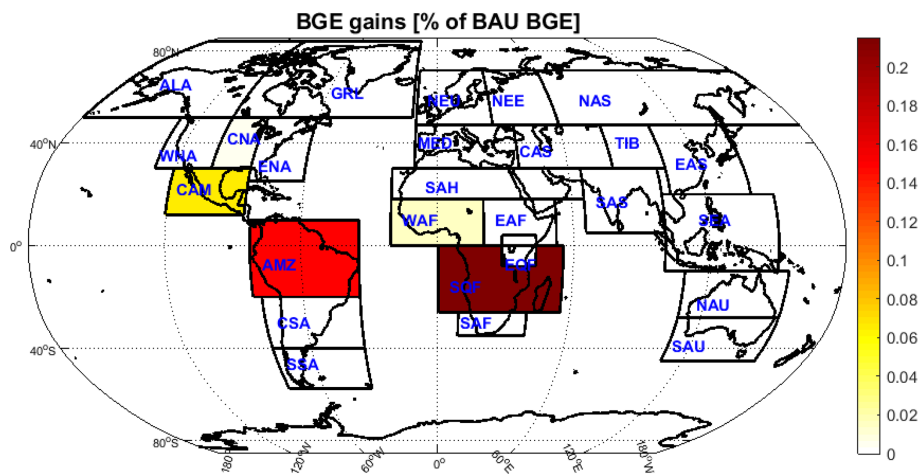 BGE gains [% of BAU BGE]
80°N
ALA
GRL
NEU
NEE
NAS
40°N
WNA
CNA
ENA
MED
CAS
TIB
EAS
CAM
SAH
SAS
WAF
EAF
SEA
0°
AMZ
EQF
SQF
CSA
SAF
NAU
40°S
SSA
SAU
80°S
180°
120°W
60°W
0°
60°E
120°E
180°W
0.2
0.18
0.16
0.14
0.12
0.1
0.08
0.06
0.04
0.02
0